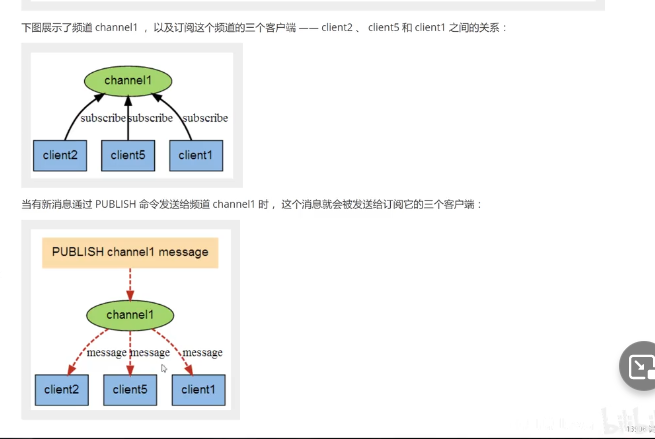 下图展示了频道 channel1 ， 以及订阅这个频道的三个客户端 —— client2 、 client5 和 client1 之间的关系：
channel1
subscribe subscribe subscribe
client2 client5 client1
当有新消息通过 PUBLISH 命令发送给频道 channel1 时， 这个消息就会被发送给订阅它的三个客户端：
PUBLISH channel1 message
channel1
message message message
client2 client5 client1